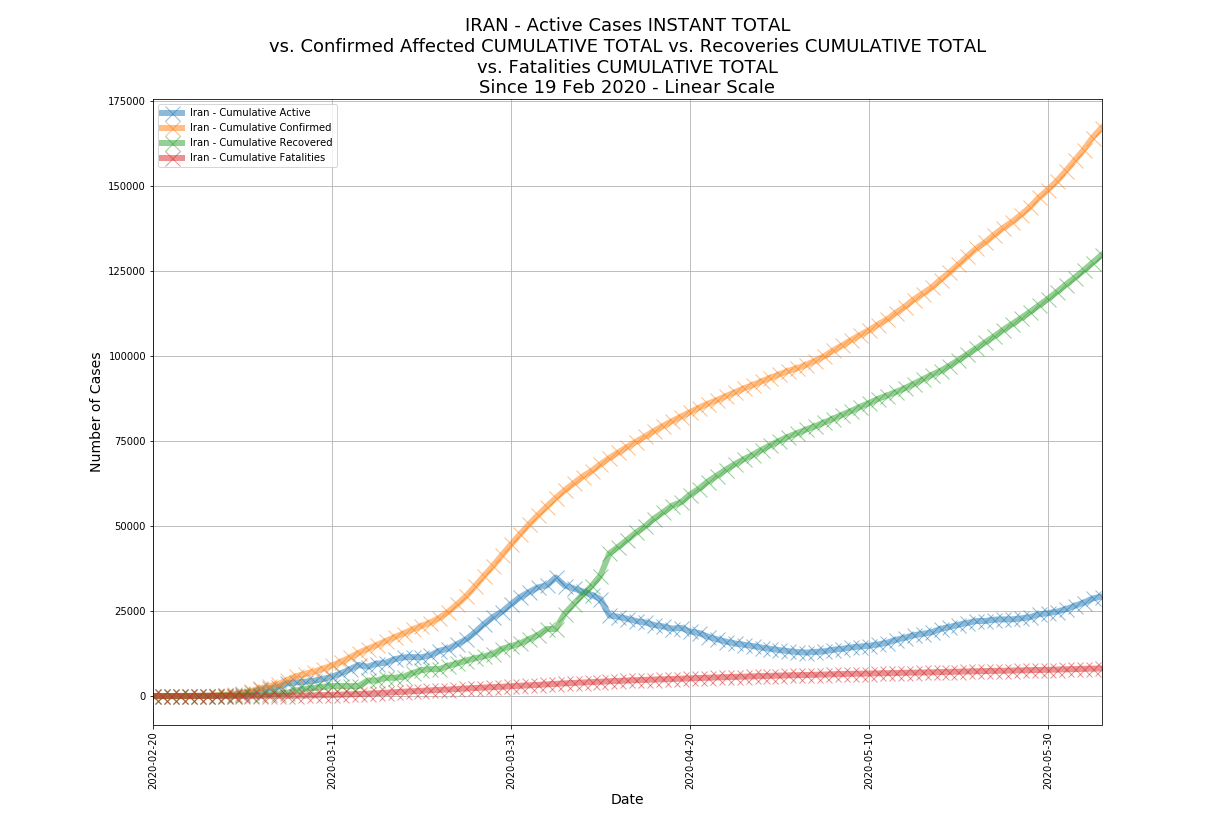 IRAN - Active Cases INSTANT TOTAL
vs. Confirmed Affected CUMULATIVE TOTAL vs. Recoveries CUMULATIVE TOTAL
vs. Fatalities CUMULATIVE TOTAL
Since 19 Feb 2020 - Linear Scale
Iran - Cumulative Active
Iran - Cumulative Confirmed
Iran - Cumulative Recovered
Iran - Cumulative Fatalities
Number of Cases
175000
150000
125000
100000
75000
50000
25000
0
2020-02-20
2020-03-11
2020-03-31
2020-04-20
2020-05-10
2020-05-30
Date